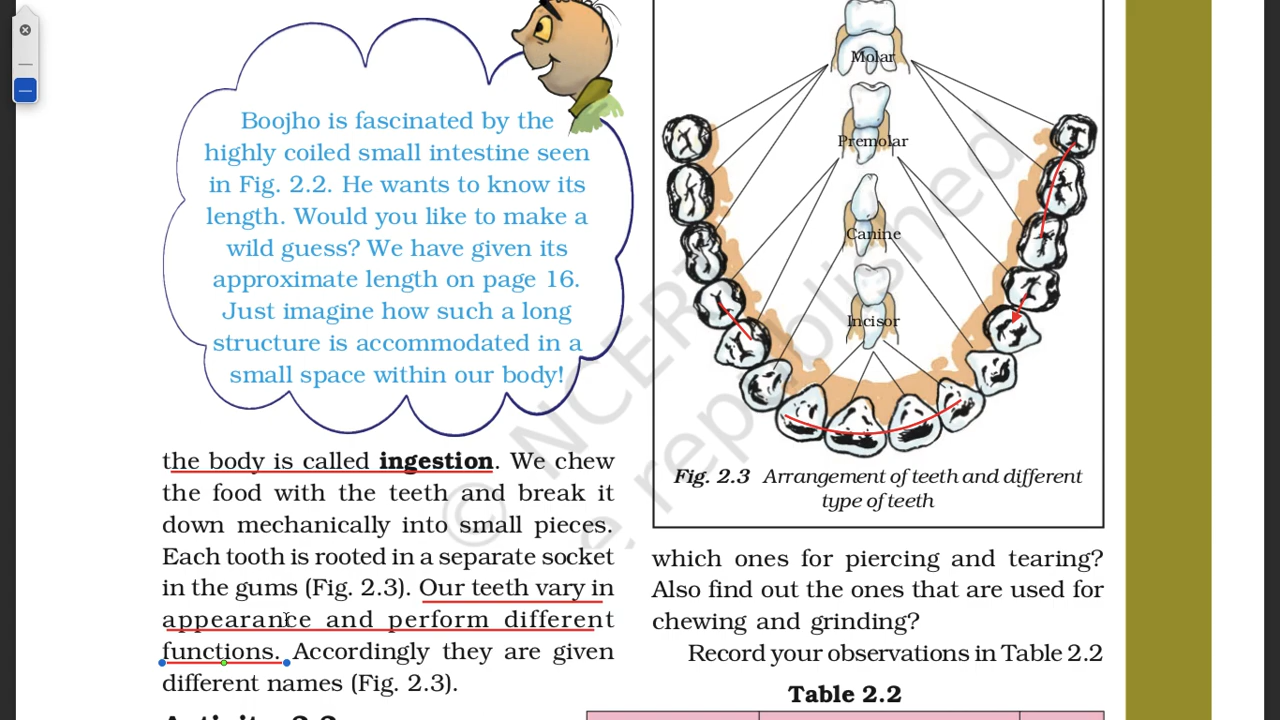 Boojho is fascinated by the
highly coiled small intestine seen
in Fig. 2.2. He wants to know its
length. Would you like to make a
wild guess? We have given its
approximate length on page 16.
Just imagine how such a long
structure is accommodated in a
small space within our body!
the body is called ingestion. We chew
the food with the teeth and break it
down mechanically into small pieces.
Each tooth is rooted in a separate socket
in the gums (Fig. 2.3). Our teeth vary in
appearance and perform different
functions. Accordingly they are given
different names (Fig. 2.3).
Molar
Premolar
Canine
Incisor
Fig. 2.3 Arrangement of teeth and different
type of teeth
which ones for piercing and tearing?
Also find out the ones that are used for
chewing and grinding?
Record your observations in Table 2.2
Table 2.2
© NCERT
e republished